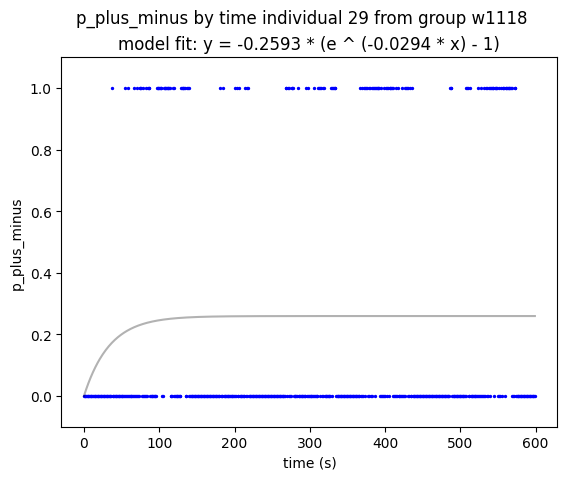 p_plus_minus by time individual 29 from group w1118
model fit: y = -0.2593 * (e ^ (-0.0294 * x) - 1)
1.0
0.8
0.6
0.4
0.2
0.0
p_plus_minus
0 100 200 300 400 500 600
time (s)